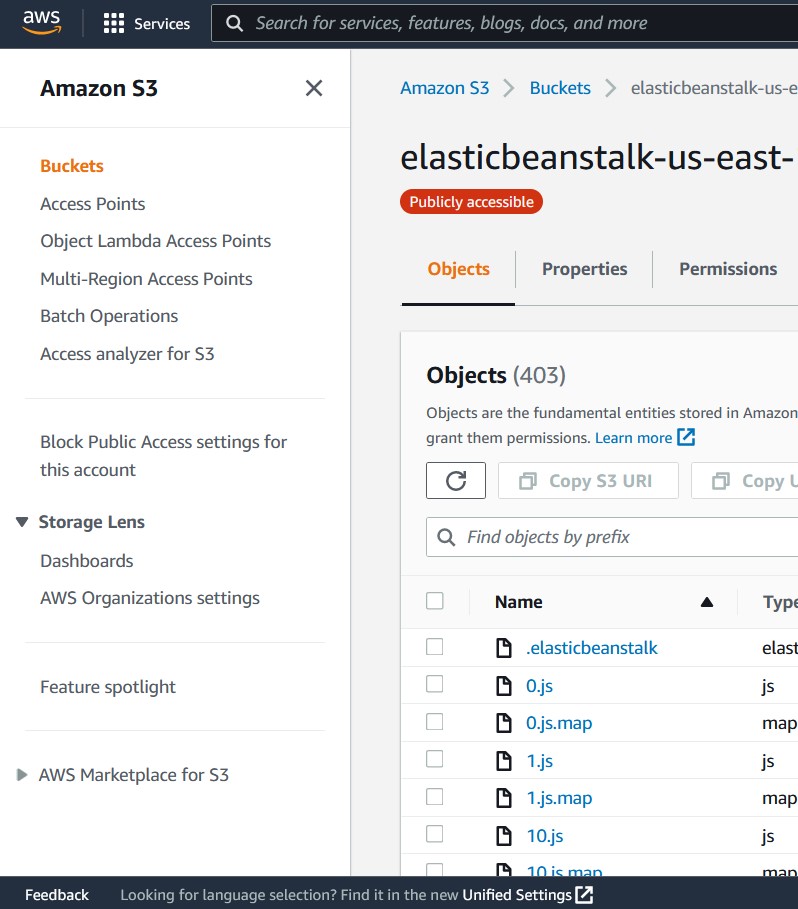 aws
Services
Search for services, features, blogs, docs, and more
Amazon S3
Buckets
Access Points
Object Lambda Access Points
Multi-Region Access Points
Batch Operations
Access analyzer for S3
Block Public Access settings for
this account
Storage Lens
Dashboards
AWS Organizations settings
Feature spotlight
AWS Marketplace for S3
Amazon S3 Buckets elasticbeanstalk-us-e
elasticbeanstalk-us-east-
Publicly accessible
Objects Properties Permissions
Objects (403)
Objects are the fundamental entities stored in Amazon
grant them permissions. Learn more
Copy S3 URI Copy U
Find objects by prefix
Name Type
.elasticbeanstalk elast
0.js js
0.js.map map
1.js js
1.js.map map
10.js js
10.js.map map
Feedback Looking for language selection? Find it in the new Unified Settings